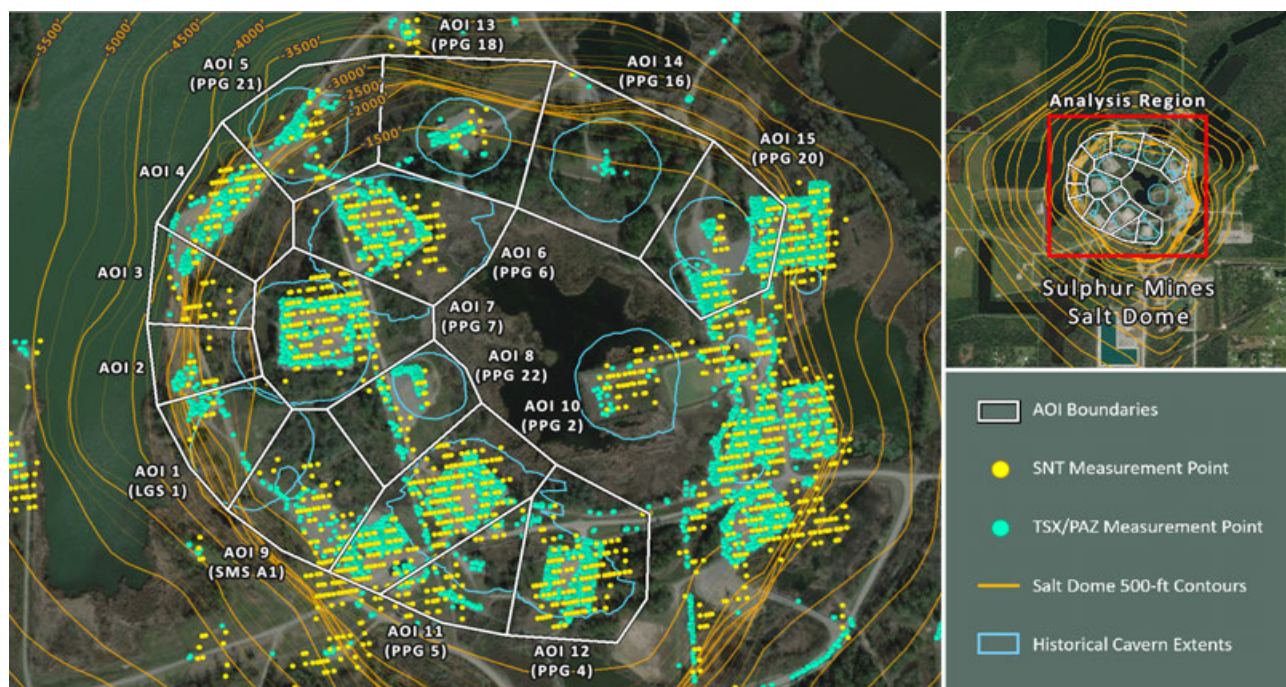 -5500'
-5000'
-4500'
-4000'
-3500'
-3000'
-2500'
-2000'
-1500'
AOI 13
(PPG 18)
AOI 5
(PPG 21)
AOI 14
(PPG 16)
AOI 15
(PPG 20)
AOI 4
AOI 3
AOI 2
AOI 6
(PPG 6)
AOI 7
(PPG 7)
AOI 8
(PPG 22)
AOI 10
(PPG 2)
AOI 1
(LGS 1)
AOI 9
(SMS A1)
AOI 11
(PPG 5)
AOI 12
(PPG 4)
Analysis Region
Sulphur Mines
Salt Dome
AOI Boundaries
SNT Measurement Point
TSX/PAZ Measurement Point
Salt Dome 500-ft Contours
Historical Cavern Extents